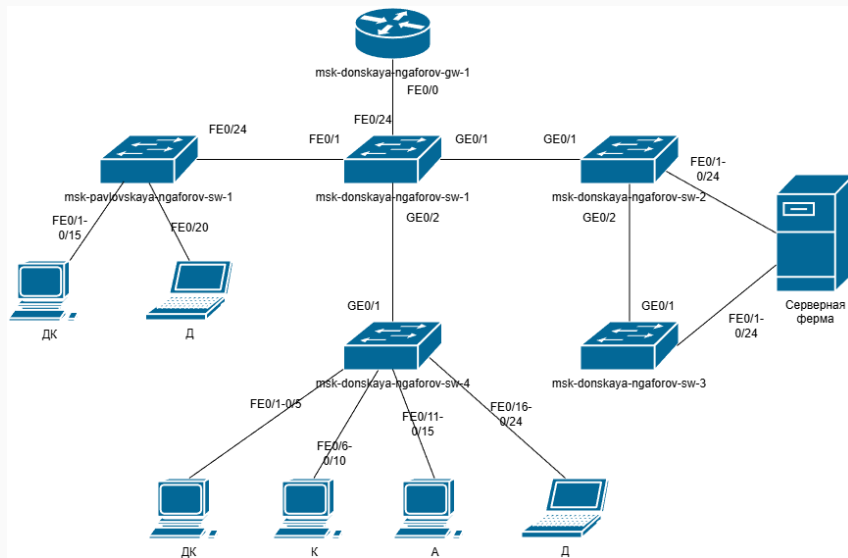 msk-donskaya-ngaforov-gw-1
FE0/0
FE0/24
FE0/24
FE0/1
GE0/1
GE0/1
msk-pavlovskaya-ngaforov-sw-1
msk-donskaya-ngaforov-sw-1
msk-donskaya-ngaforov-sw-2
FE0/1-
0/24
GE0/2
GE0/2
FE0/1-
0/15
FE0/20
ДК
Д
Серверная
ферма
GE0/1
GE0/1
FE0/1-
0/24
msk-donskaya-ngaforov-sw-4
msk-donskaya-ngaforov-sw-3
FE0/1-0/5
FE0/6-
0/10
FE0/11-
0/15
FE0/16-
0/24
ДК
К
А
Д